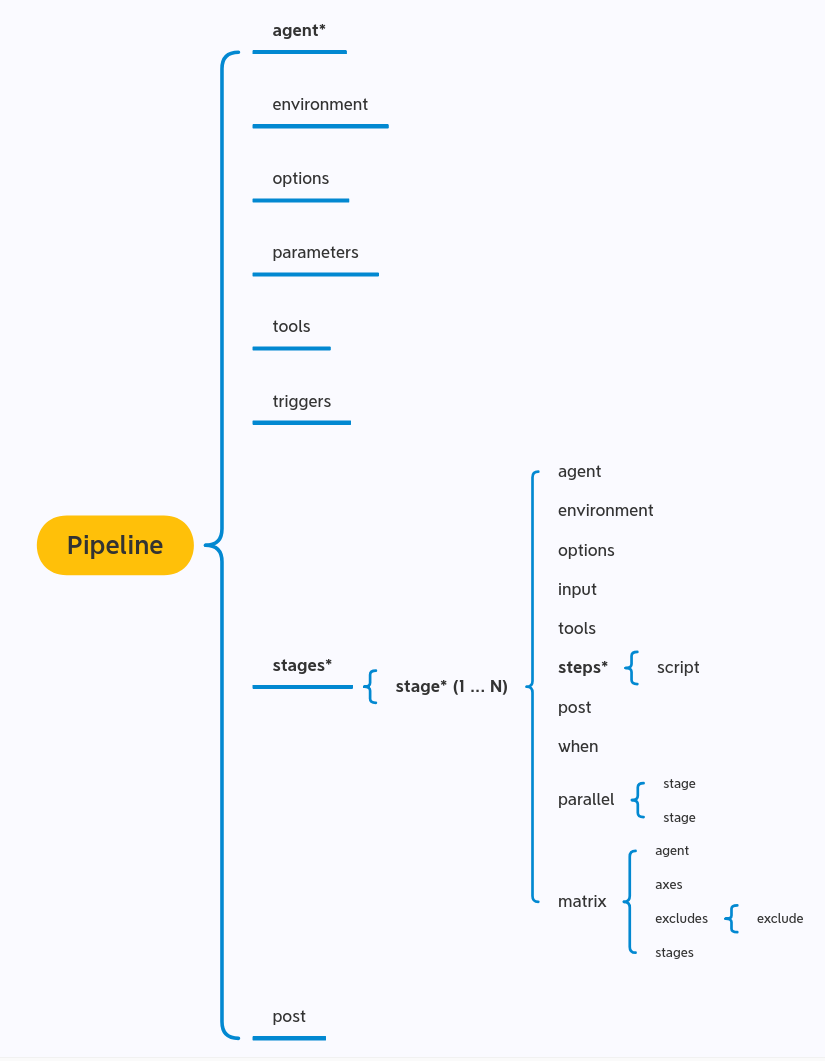 agent*
environment
options
parameters
tools
triggers
Pipeline
stages*
stage* (1 ... N)
agent
environment
options
input
tools
steps*
script
post
when
parallel
stage
stage
matrix
agent
axes
excludes
exclude
stages
post